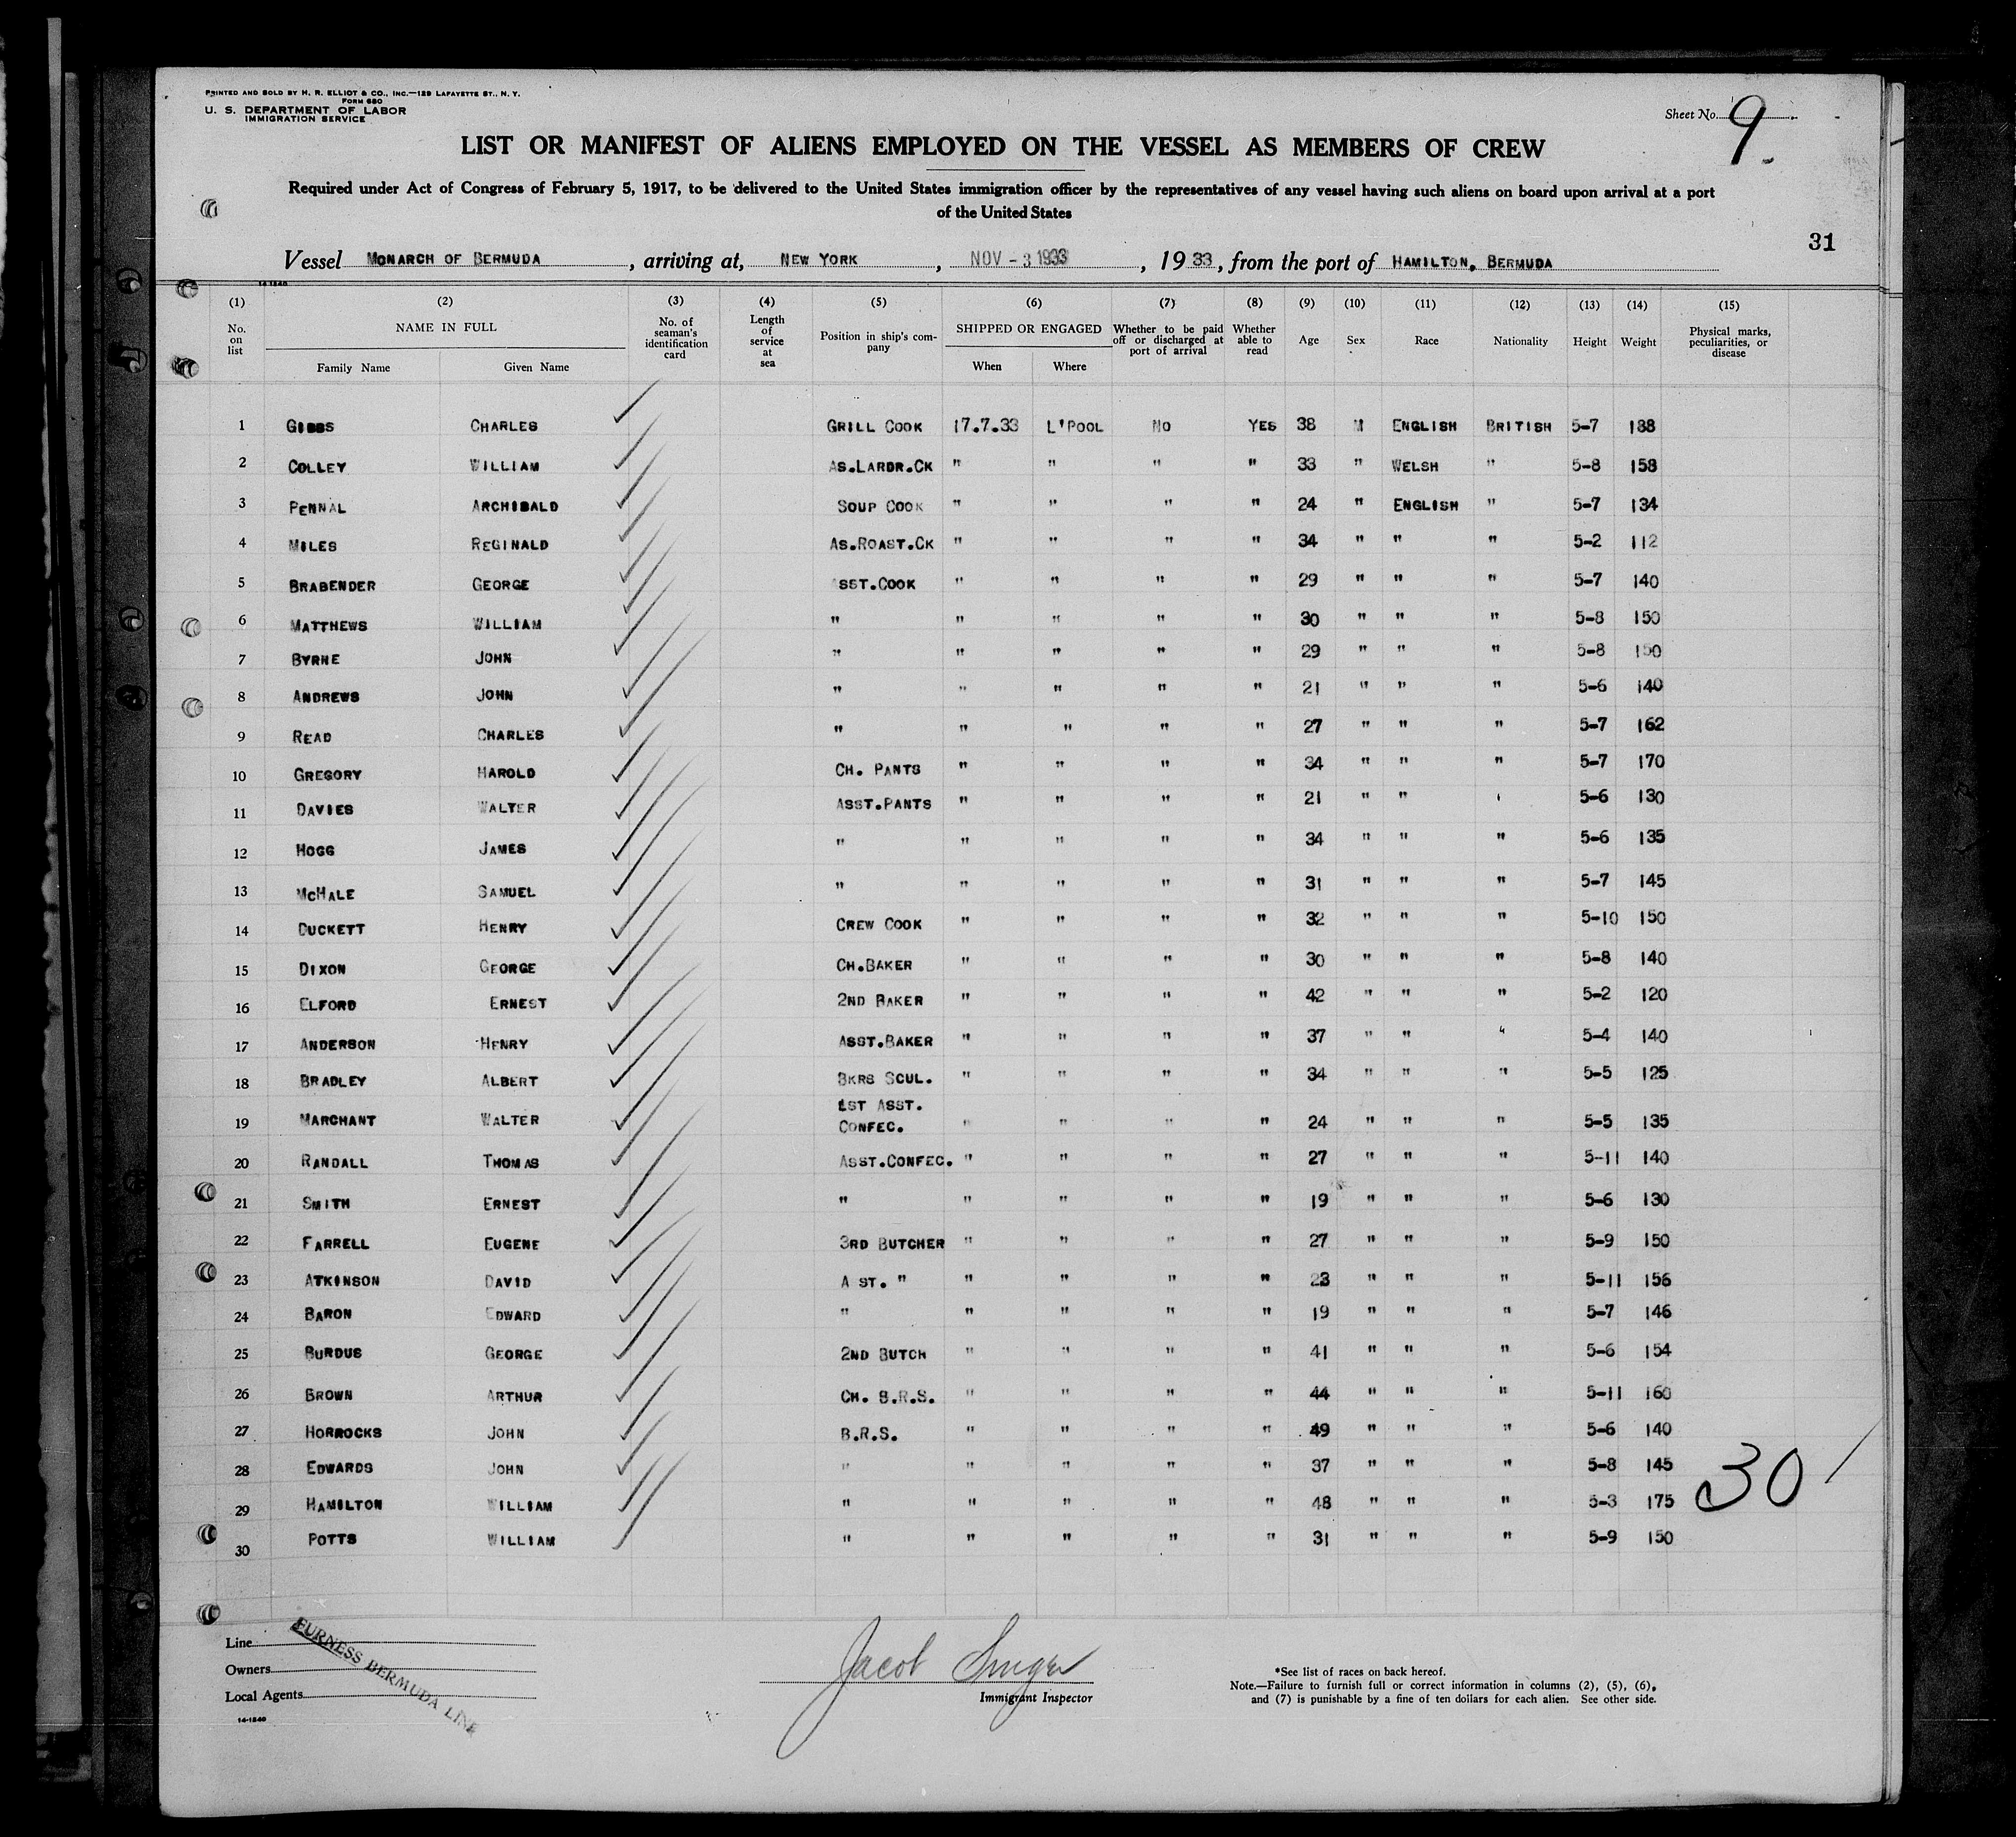 PRINTED AND SOLD BY H. R. ELLIOT & CO., INC.—129 LAFAYETTE ST., N. Y.
FORM 680
U. S. DEPARTMENT OF LABOR
IMMIGRATION SERVICE
Sheet No. 9.
LIST OR MANIFEST OF ALIENS EMPLOYED ON THE VESSEL AS MEMBERS OF CREW
Required under Act of Congress of February 5, 1917, to be delivered to the United States immigration officer by the representatives of any vessel having such aliens on board upon arrival at a port
of the United States
31
Vessel MONARCH OF BERMUDA, arriving at, NEW YORK, NOV - 3 1933, 1933, from the port of HAMILTON, BERMUDA
14-1240
(1) No. on list (2) NAME IN FULL Family Name Given Name (3) No. of seaman's identification card (4) Length of service at sea (5) Position in ship's company (6) SHIPPED OR ENGAGED When Where (7) Whether to be paid off or discharged at port of arrival (8) Whether able to read (9) Age (10) Sex (11) Race (12) Nationality (13) Height (14) Weight (15) Physical marks, peculiarities, or disease
1 GIBBS CHARLES GRILL COOK 17.7.33 L'POOL NO YES 38 M ENGLISH BRITISH 5-7 188
2 COLLEY WILLIAM AS.LARDR.CK " " " " 33 " WELSH " 5-8 158
3 PENNAL ARCHIBALD SOUP COOK " " " " 24 " ENGLISH " 5-7 134
4 MILES REGINALD AS.ROAST.CK " " " " 34 " " " 5-2 112
5 BRABENDER GEORGE ASST.COOK " " " " 29 " " " 5-7 140
6 MATTHEWS WILLIAM " " " " " 30 " " " 5-8 150
7 BYRNE JOHN " " " " " 29 " " " 5-8 150
8 ANDREWS JOHN " " " " " 21 " " " 5-6 140
9 READ CHARLES " " " " " 27 " " " 5-7 162
10 GREGORY HAROLD CH. PANTS " " " " 34 " " " 5-7 170
11 DAVIES WALTER ASST.PANTS " " " " 21 " " " 5-6 130
12 HOGG JAMES " " " " " 34 " " " 5-6 135
13 MCHALE SAMUEL " " " " " 31 " " " 5-7 145
14 DUCKETT HENRY CREW COOK " " " " 32 " " " 5-10 150
15 DIXON GEORGE CH.BAKER " " " " 30 " " " 5-8 140
16 ELFORD ERNEST 2ND BAKER " " " " 42 " " " 5-2 120
17 ANDERSON HENRY ASST.BAKER " " " " 37 " " " 5-4 140
18 BRADLEY ALBERT BKRS SCUL. " " " " 34 " " " 5-5 125
19 MARCHANT WALTER 1ST ASST. CONFEC. " " " " 24 " " " 5-5 135
20 RANDALL THOMAS ASST.CONFEC. " " " " 27 " " " 5-11 140
21 SMITH ERNEST " " " " " 19 " " " 5-6 130
22 FARRELL EUGENE 3RD BUTCHER " " " " 27 " " " 5-9 150
23 ATKINSON DAVID A ST. " " " " " 23 " " " 5-11 156
24 BARON EDWARD " " " " " 19 " " " 5-7 146
25 BURDUS GEORGE 2ND BUTCH " " " " 41 " " " 5-6 154
26 BROWN ARTHUR CH. B.R.S. " " " " 44 " " " 5-11 160
27 HORROCKS JOHN B.R.S. " " " " 49 " " " 5-6 140
28 EDWARDS JOHN " " " " " 37 " " " 5-8 145
29 HAMILTON WILLIAM " " " " " 48 " " " 5-3 175
30 POTTS WILLIAM " " " " " 31 " " " 5-9 150
30
Line
Owners
Local Agents
FURNESS BERMUDA LINE
14-1240
Jacob
Immigrant Inspector
*See list of races on back hereof.
Note.—Failure to furnish full or correct information in columns (2), (5), (6),
and (7) is punishable by a fine of ten dollars for each alien. See other side.